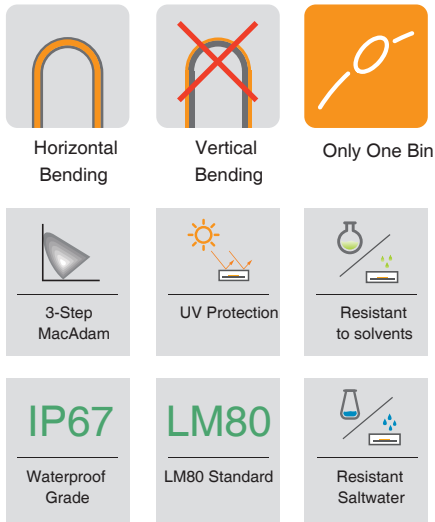 Horizontal
Bending
Vertical
Bending
Only One Bin
3-Step
MacAdam
UV Protection
Resistant
to solvents
IP67
Waterproof
Grade
LM80
LM80 Standard
Resistant
Saltwater